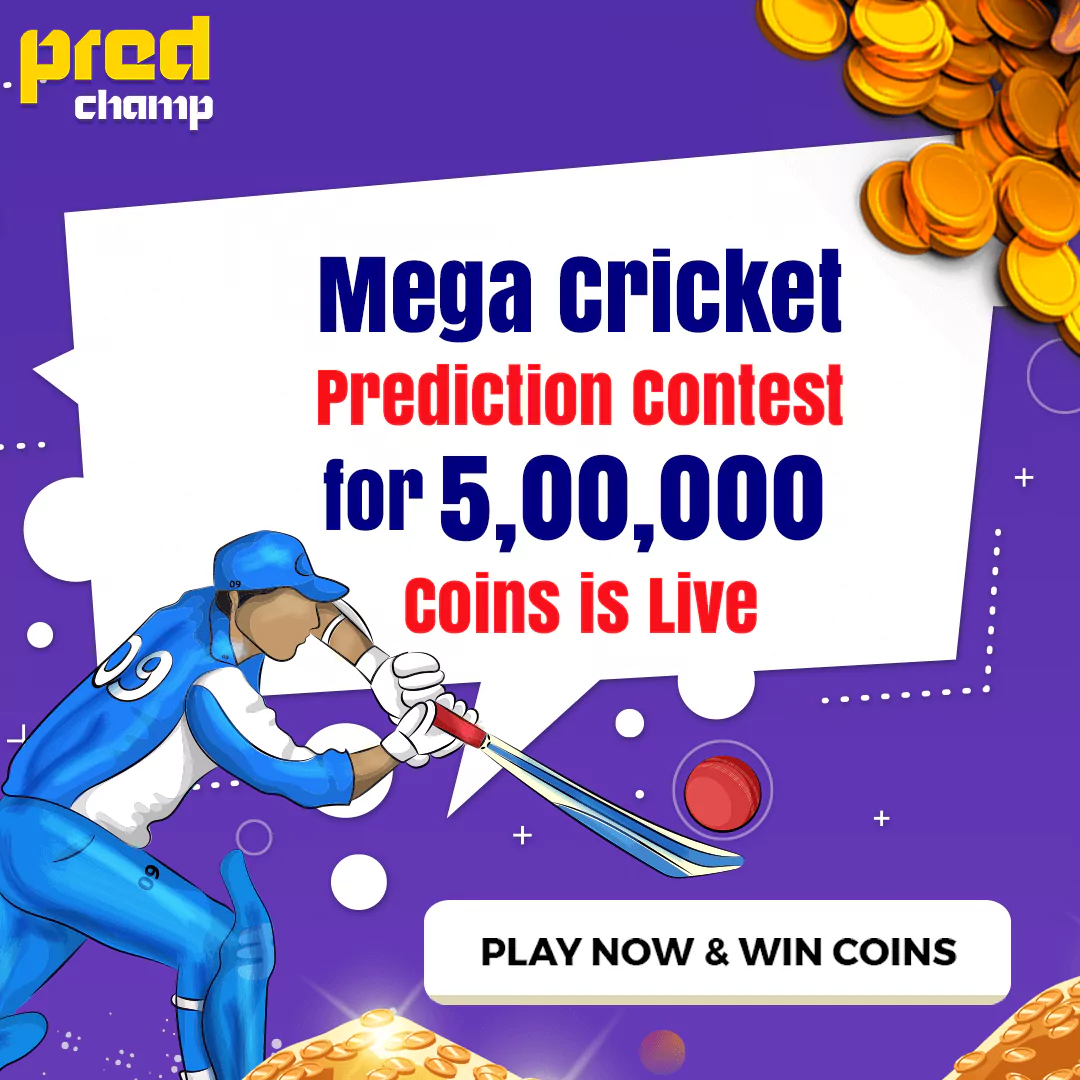 pred
champ
Mega Cricket
Prediction Contest
for 5,00,000
Coins is Live
09
09
09
09
PLAY NOW & WIN COINS